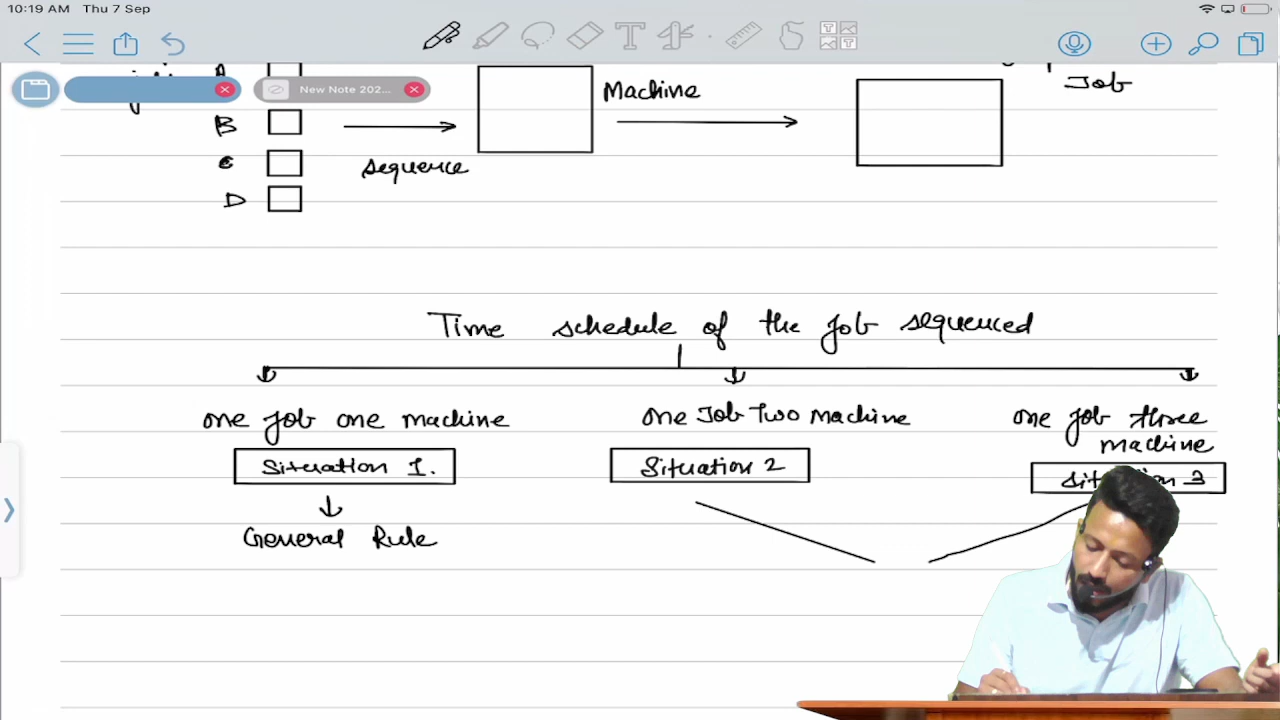 10:19 AM Thu 7 Sep
New Note 202...
A
B
C
D
sequence
Machine
Job
Time schedule of the Job sequenced
one Job one machine
one Job Two machine
one Job three
machine
Situation 1.
Situation 2
3
General Rule